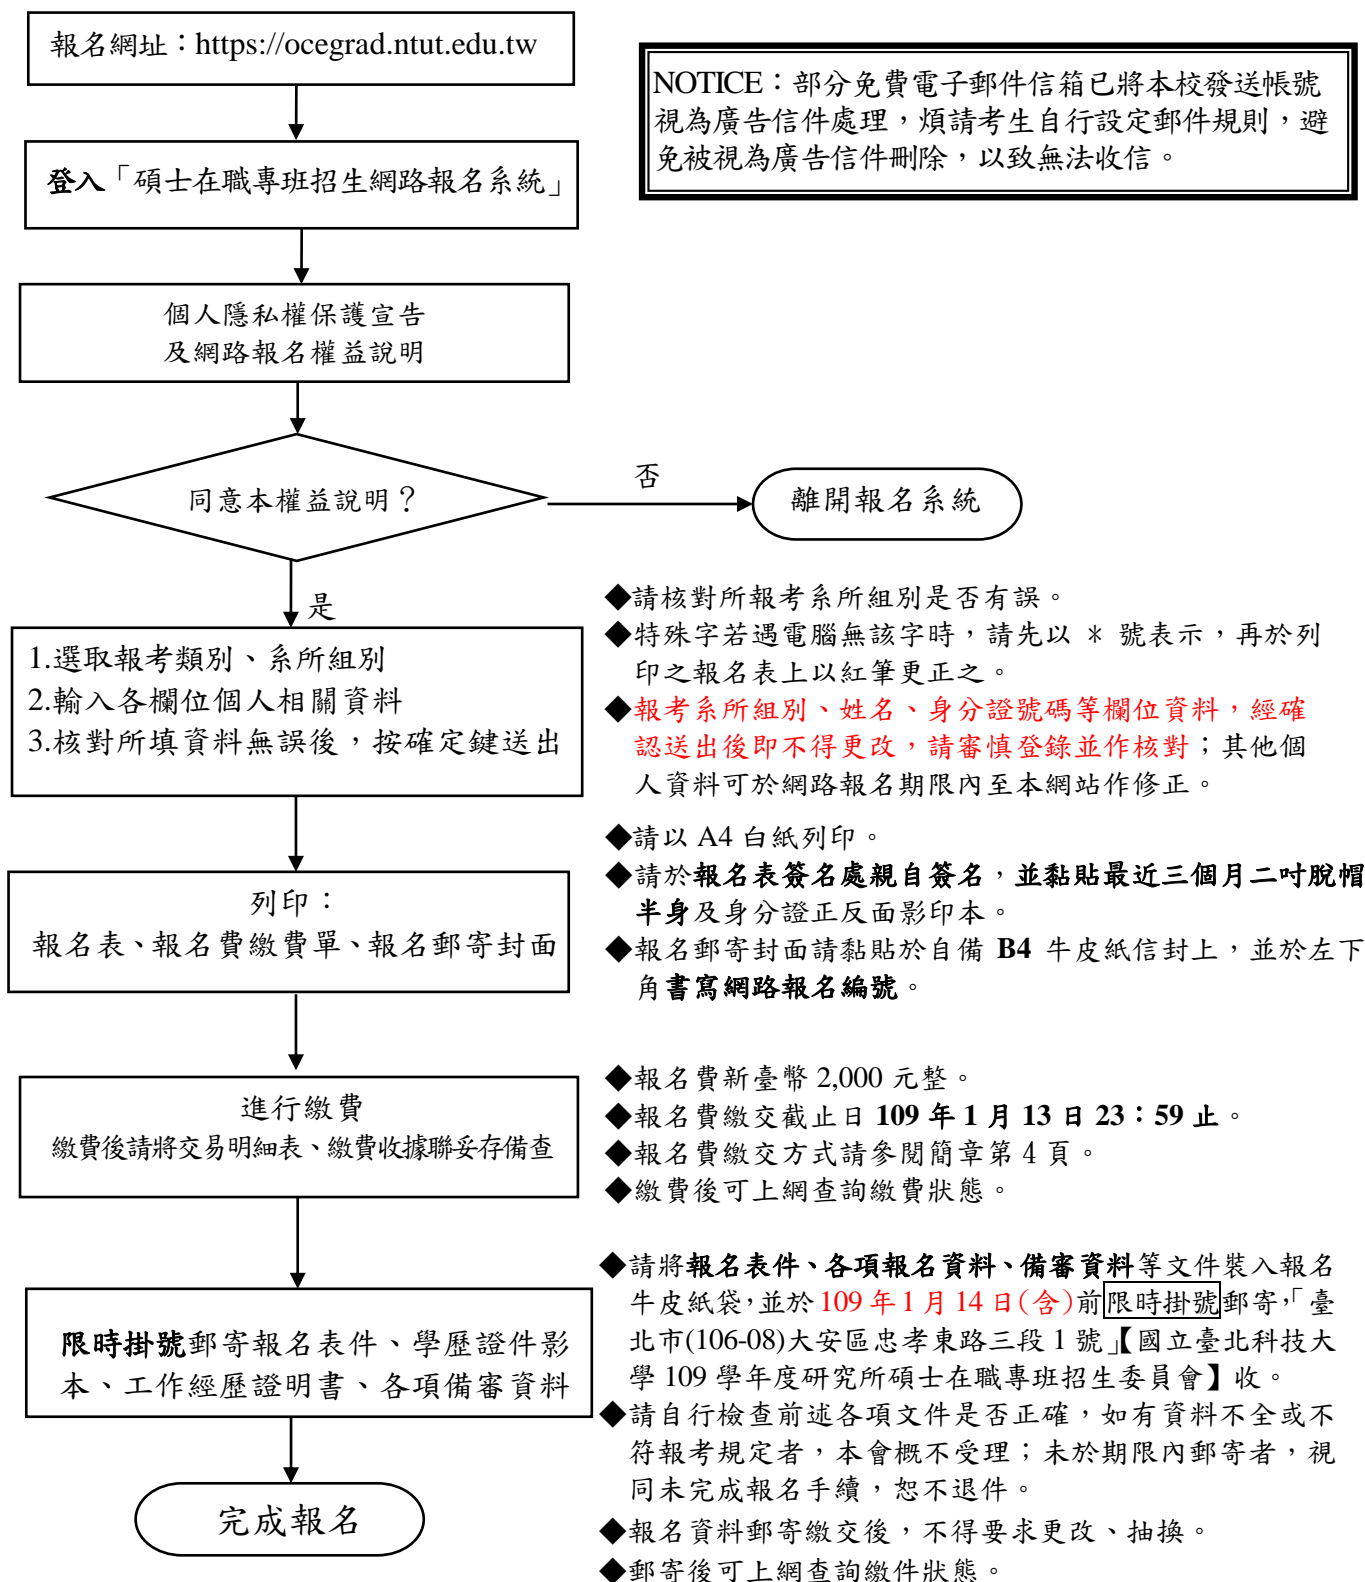 報名網址：https://ocegrad.ntut.edu.tw
NOTICE：部分免費電子郵件信箱已將本校發送帳號
視為廣告信件處理，煩請考生自行設定郵件規則，避
免被視為廣告信件刪除，以致無法收信。
登入「碩士在職專班招生網路報名系統」
個人隱私權保護宣告
及網路報名權益說明
同意本權益說明？
否
離開報名系統
是
1.選取報考類別、系所組別
2.輸入各欄位個人相關資料
3.核對所填資料無誤後，按確定鍵送出
◆請核對所報考系所組別是否有誤。
◆特殊字若遇電腦無該字時，請先以 * 號表示，再於列
印之報名表上以紅筆更正之。
◆報考系所組別、姓名、身分證號碼等欄位資料，經確
認送出後即不得更改，請審慎登錄並作核對；其他個
人資料可於網路報名期限內至本網站作修正。
列印：
報名表、報名費繳費單、報名郵寄封面
◆請以 A4 白紙列印。
◆請於報名表簽名處親自簽名，並黏貼最近三個月二吋脫帽
半身及身分證正反面影印本。
◆報名郵寄封面請黏貼於自備 B4 牛皮紙信封上，並於左下
角書寫網路報名編號。
進行繳費
繳費後請將交易明細表、繳費收據聯妥存備查
◆報名費新臺幣 2,000 元整。
◆報名費繳交截止日 109 年 1 月 13 日 23：59 止。
◆報名費繳交方式請參閱簡章第 4 頁。
◆繳費後可上網查詢繳費狀態。
限時掛號郵寄報名表件、學歷證件影
本、工作經歷證明書、各項備審資料
◆請將報名表件、各項報名資料、備審資料等文件裝入報名
牛皮紙袋，並於 109 年 1 月 14 日(含)前限時掛號郵寄，「臺
北市(106-08)大安區忠孝東路三段 1 號」【國立臺北科技大
學 109 學年度研究所碩士在職專班招生委員會】收。
◆請自行檢查前述各項文件是否正確，如有資料不全或不
符報考規定者，本會概不受理；未於期限內郵寄者，視
同未完成報名手續，恕不退件。
◆報名資料郵寄繳交後，不得要求更改、抽換。
◆郵寄後可上網查詢繳件狀態。
完成報名